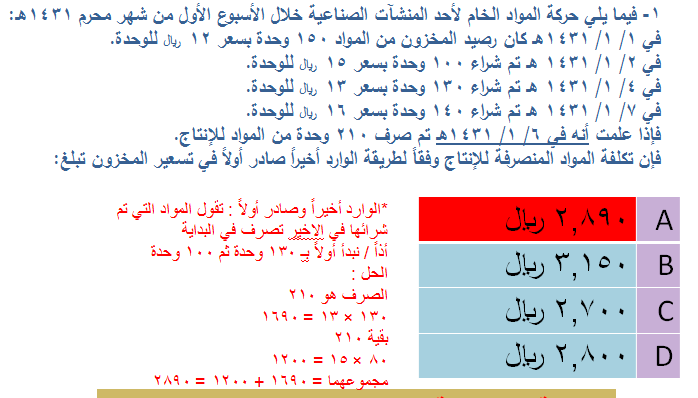 ١- فيما يلي حركة المواد الخام لأحد المنشآت الصناعية خلال الأسبوع الأول من شهر محرم ١٤٣١هـ:
في ١/ ١/ ١٤٣١ هـ كان رصيد المخزون من المواد ١٥٠ وحدة بسعر ١٢ ريال للوحدة.
في ٢/ ١/ ١٤٣١ هـ تم شراء ١٠٠ وحدة بسعر ١٥ ريال للوحدة.
في ٤/ ١/ ١٤٣١ هـ تم شراء ١٣٠ وحدة بسعر ١٣ ريال للوحدة.
في ٧/ ١/ ١٤٣١ هـ تم شراء ١٤٠ وحدة بسعر ١٦ ريال للوحدة.
فإذا علمت أنه في ٦/ ١/ ١٤٣١هـ تم صرف ٢١٠ وحدة من المواد للإنتاج.
فإن تكلفة المواد المنصرفة للإنتاج وفقاً لطريقة الوارد أخيراً صادر أولاً في تسعير المخزون تبلغ:
A ٢,٨٩٠ ريال
B ٣,١٥٠ ريال
C ٢,٧٠٠ ريال
D ٢,٨٠٠ ريال
*الوارد أخيراً وصادر أولاً : تقول المواد التي تم
شرائها في الاخير تصرف في البداية
أذاً / نبدأ أولاً بـِ ١٣٠ وحدة ثم ١٠٠ وحدة
الحل :
الصرف هو ٢١٠
١٣٠ × ١٣ = ١٦٩٠
بقية ٢١٠
٨٠ × ١٥ = ١٢٠٠
مجموعهما = ١٦٩٠ + ١٢٠٠ = ٢٨٩٠